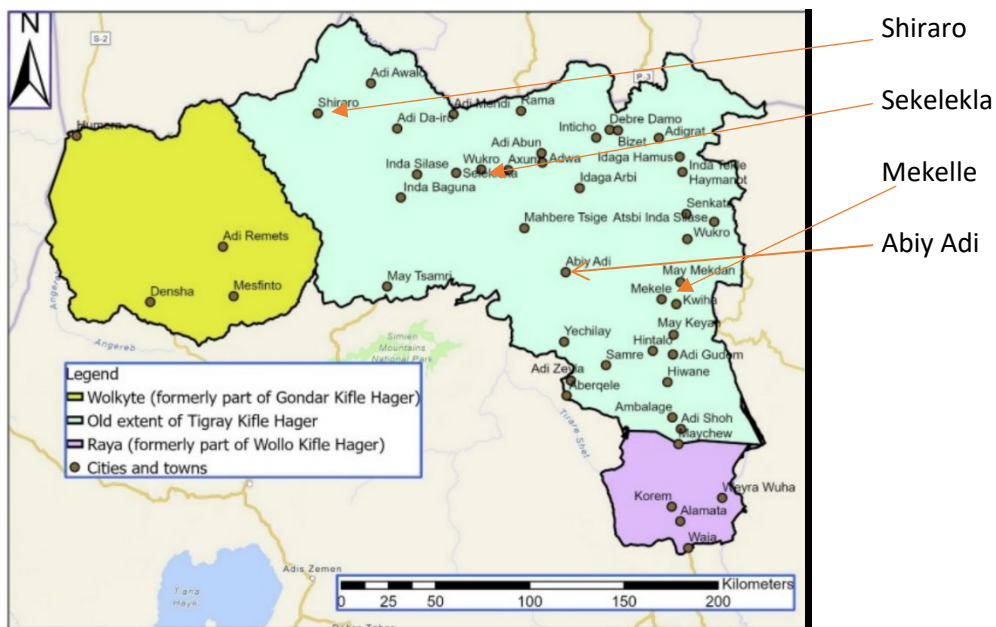 N
S-2
P-3
Shiraro
Sekelekla
Mekelle
Abiy Adi
Adi Awalo
Shiraro
Adi Mendi
Rama
Adi Da-iro
Inticho
Debre Damo
Bizet
Adigrat
Humera
Adi Abun
Idaga Hamus
Wukro
Axum
Adwa
Inda Silase
Selekleka
Inda Tekle
Haymanot
Inda Baguna
Idaga Arbi
Senkata
Mahbere Tsige
Atsbi Inda Silase
Wukro
Adi Remets
Abiy Adi
May Mekdan
May Tsamri
Mekele
Kwiha
Densha
Mesfinto
Angereb
Angereb
Simien
Mountains
National Park
Yechilay
May Keyah
Hintalo
Samre
Adi Gudom
Adi Zeyla
Hiwane
Aberqele
Tirare Shet
Ambalage
Adi Shoh
Maychew
Korem
Weyra Wuha
Alamata
Waja
Legend
Wolkyte (formerly part of Gondar Kifle Hager)
Old extent of Tigray Kifle Hager
Raya (formerly part of Wollo Kifle Hager)
Cities and towns
Adis Zemen
Tana
Hayk
Kilometers
0 25 50 100 150 200